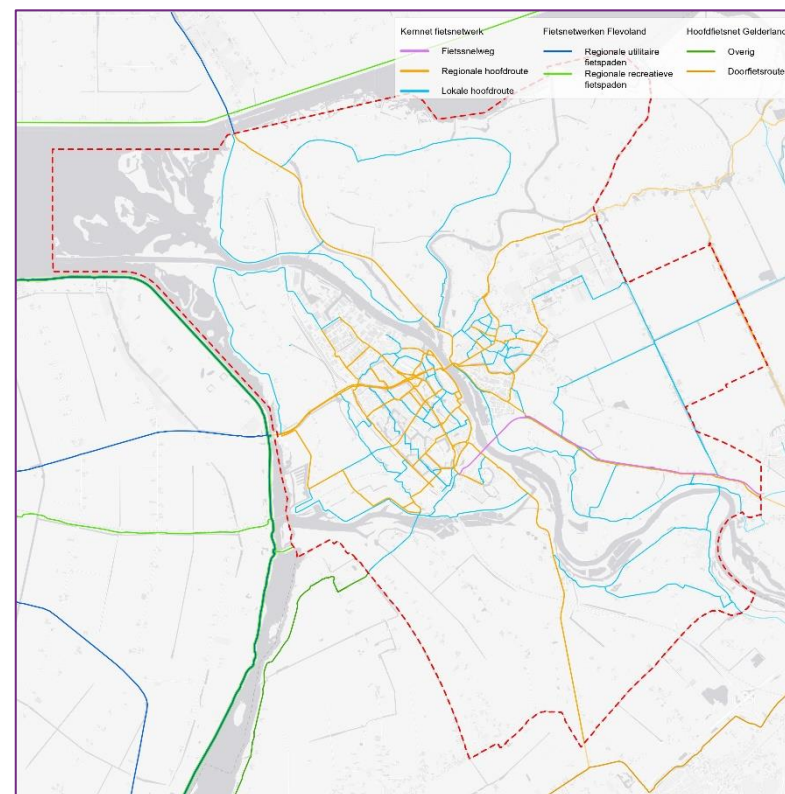 Kernnet fietsnetwerk
Fietssnelweg
Regionale hoofdroute
Lokale hoofdroute
Fietsnetwerken Flevoland
Regionale utilitaire
fietspaden
Regionale recreatieve
fietspaden
Hoofdfietsnet Gelderland
Overig
Doorfietsroute